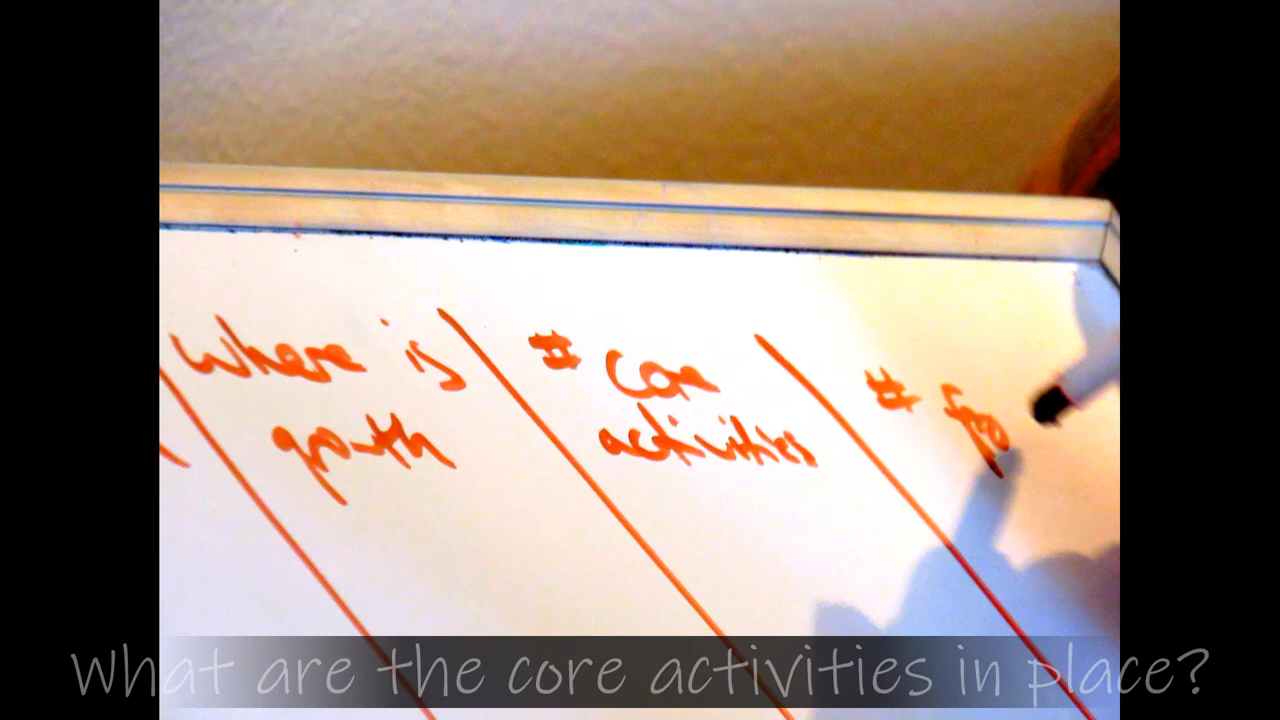 where is
growth
# core
activities
#
What are the core activities in place?